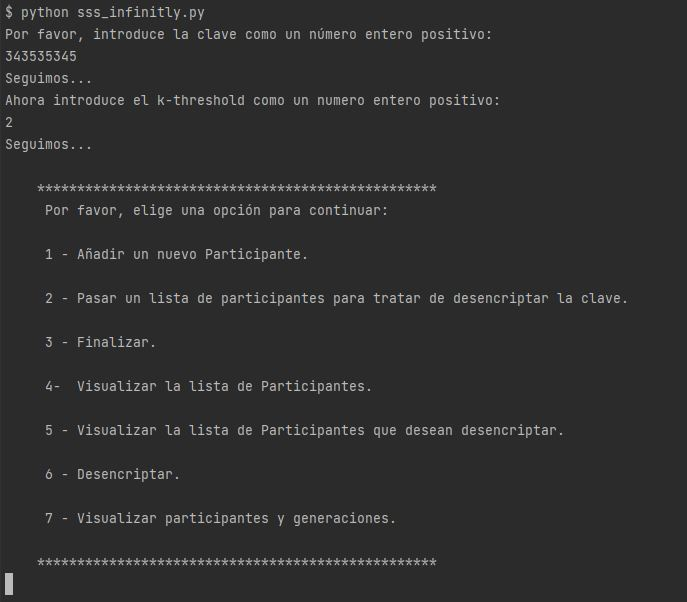 $ python sss_infinitly.py
Por favor, introduce la clave como un número entero positivo:
343535345
Seguimos...
Ahora introduce el k-threshold como un numero entero positivo:
2
Seguimos...
**************************************************
Por favor, elige una opción para continuar:
1 - Añadir un nuevo Participante.
2 - Pasar un lista de participantes para tratar de desencriptar la clave.
3 - Finalizar.
4-  Visualizar la lista de Participantes.
5 - Visualizar la lista de Participantes que desean desencriptar.
6 - Desencriptar.
7 - Visualizar participantes y generaciones.
**************************************************